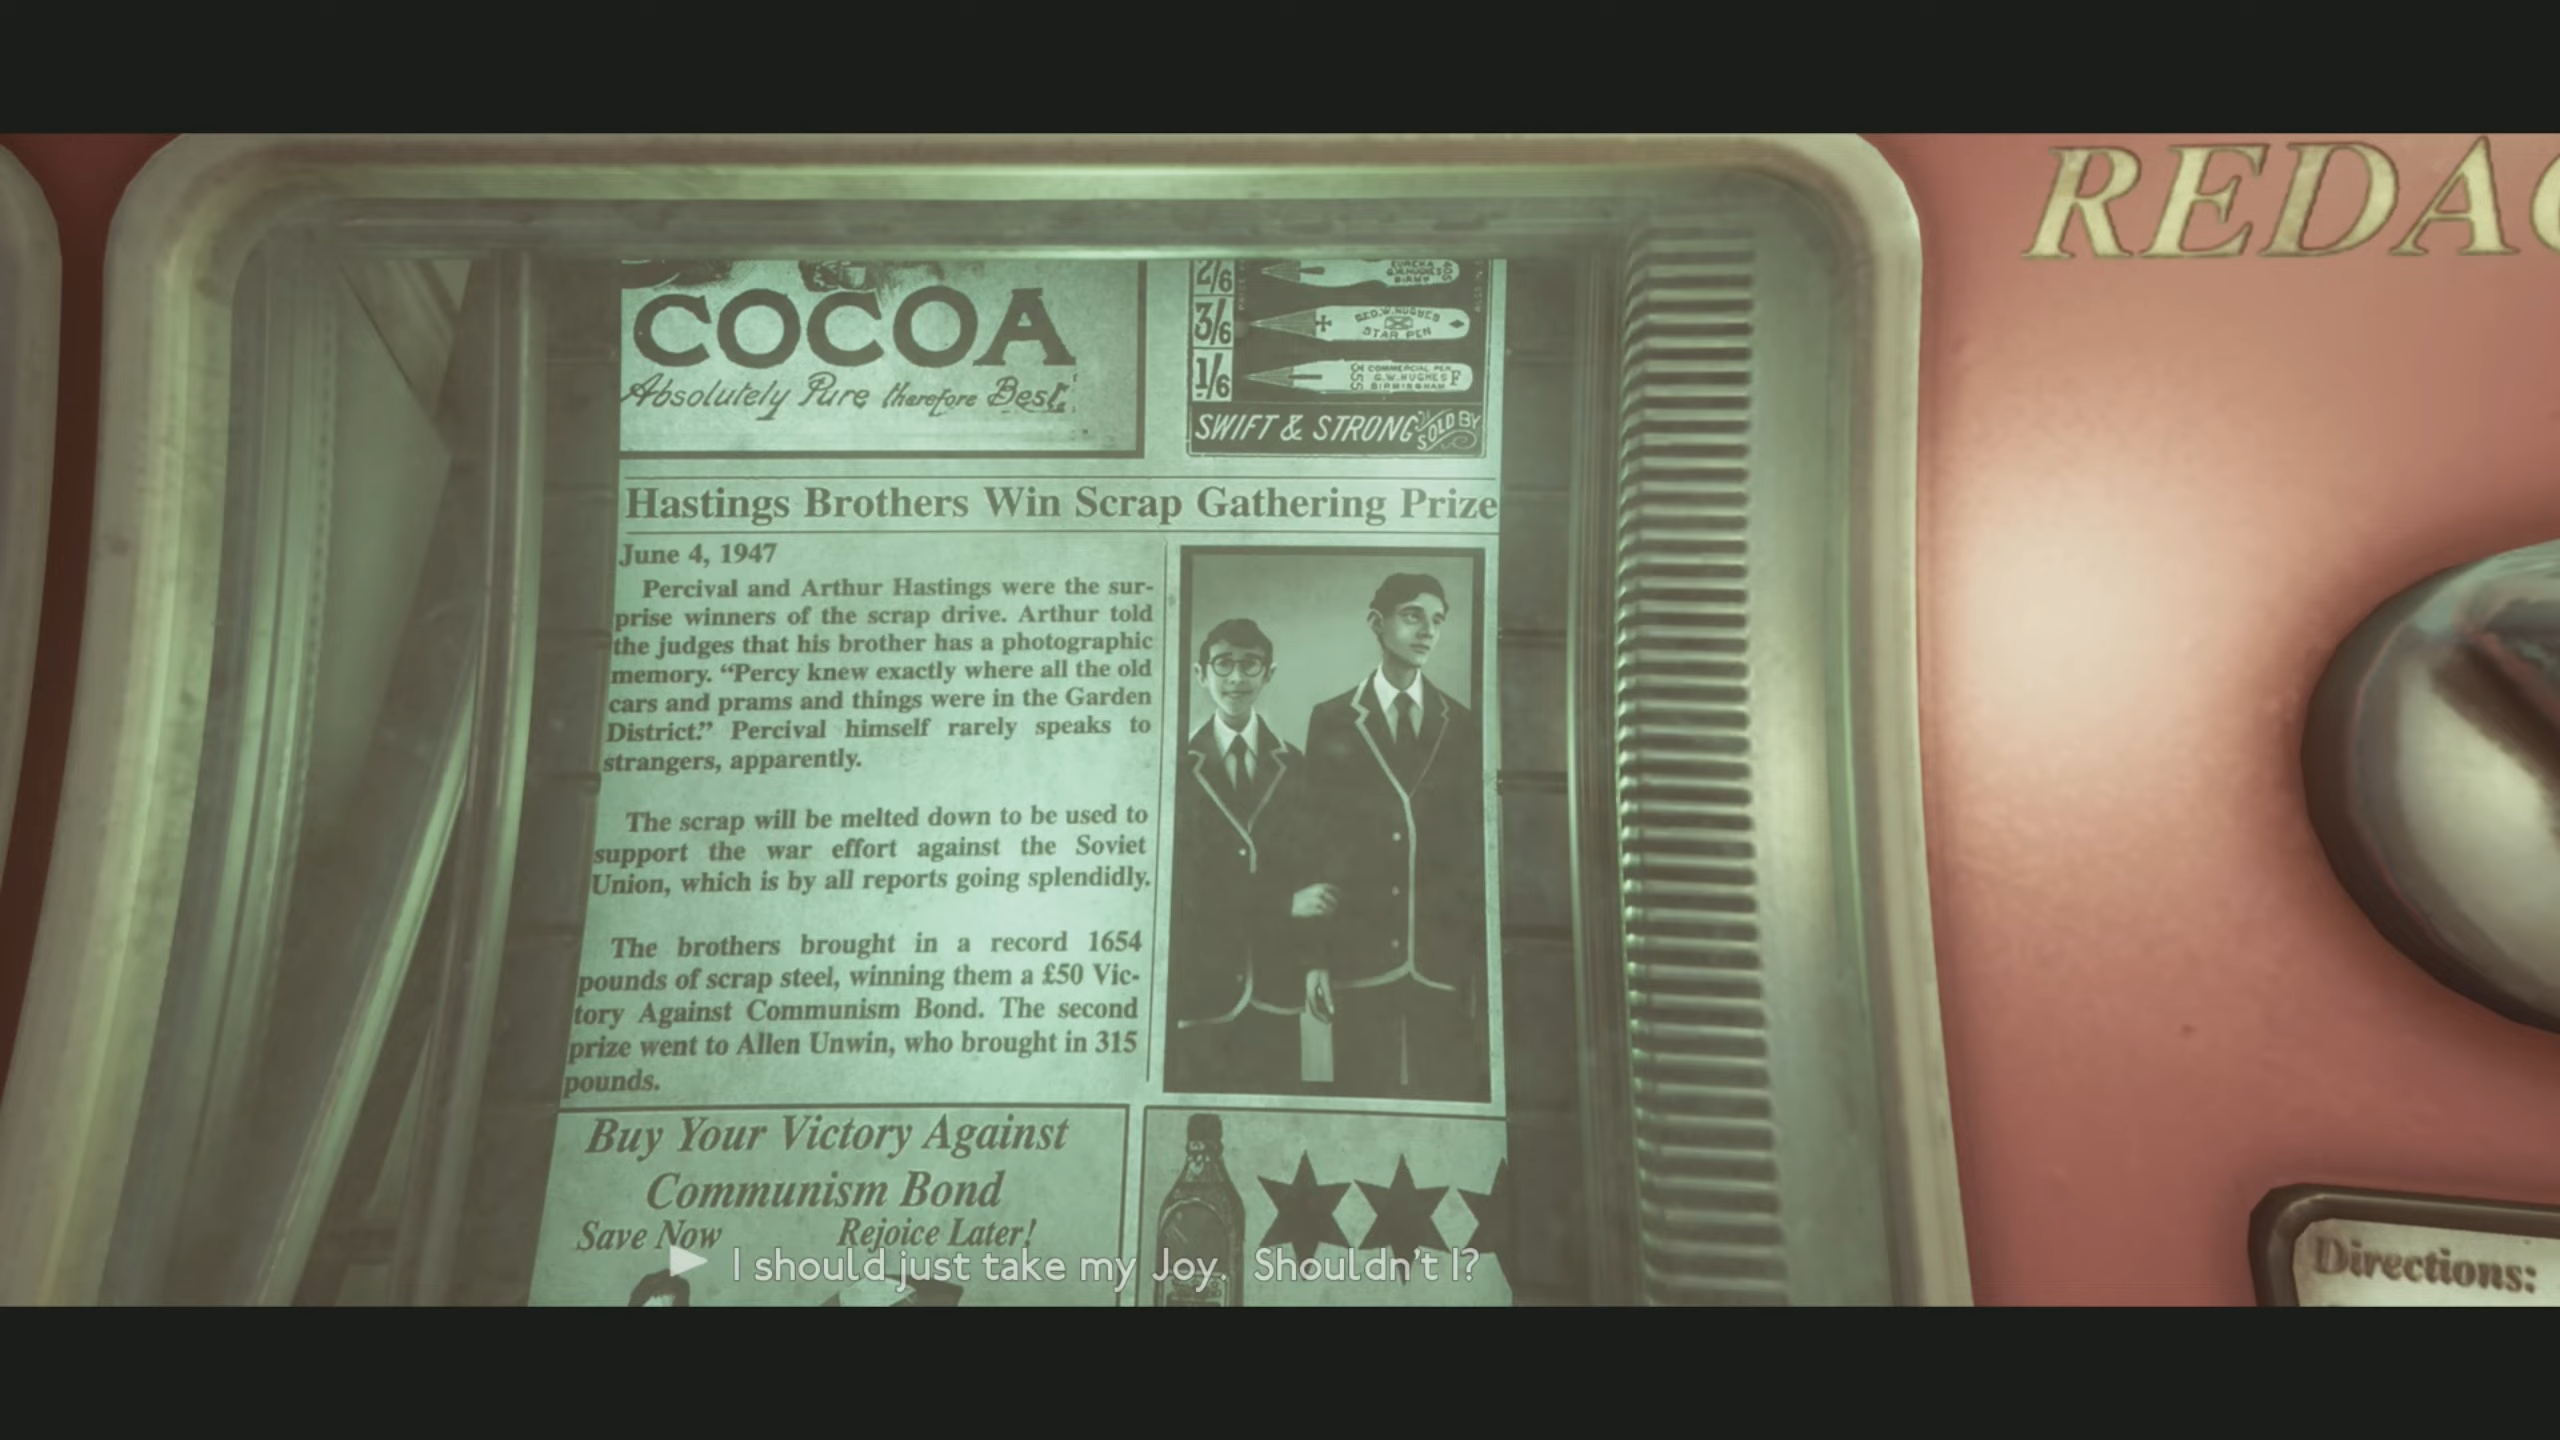 REDAC
COCOA
Absolutely Pure therefore Best.
2/6
EUREKA
3/6
GEO.W.HUGHES
STAR PEN
1/6
COMMERCIAL PEN
G.W.HUGHES F
BIRMINGHAM
SWIFT & STRONG SOLD BY
Hastings Brothers Win Scrap Gathering Prize
June 4, 1947
Percival and Arthur Hastings were the sur-
prise winners of the scrap drive. Arthur told
the judges that his brother has a photographic
memory. “Percy knew exactly where all the old
cars and prams and things were in the Garden
District.” Percival himself rarely speaks to
strangers, apparently.
The scrap will be melted down to be used to
support the war effort against the Soviet
Union, which is by all reports going splendidly.
The brothers brought in a record 1654
pounds of scrap steel, winning them a £50 Vic-
tory Against Communism Bond. The second
prize went to Allen Unwin, who brought in 315
pounds.
Buy Your Victory Against
Communism Bond
Save Now Rejoice Later!
I should just take my Joy. Shouldn't I?
Directions: